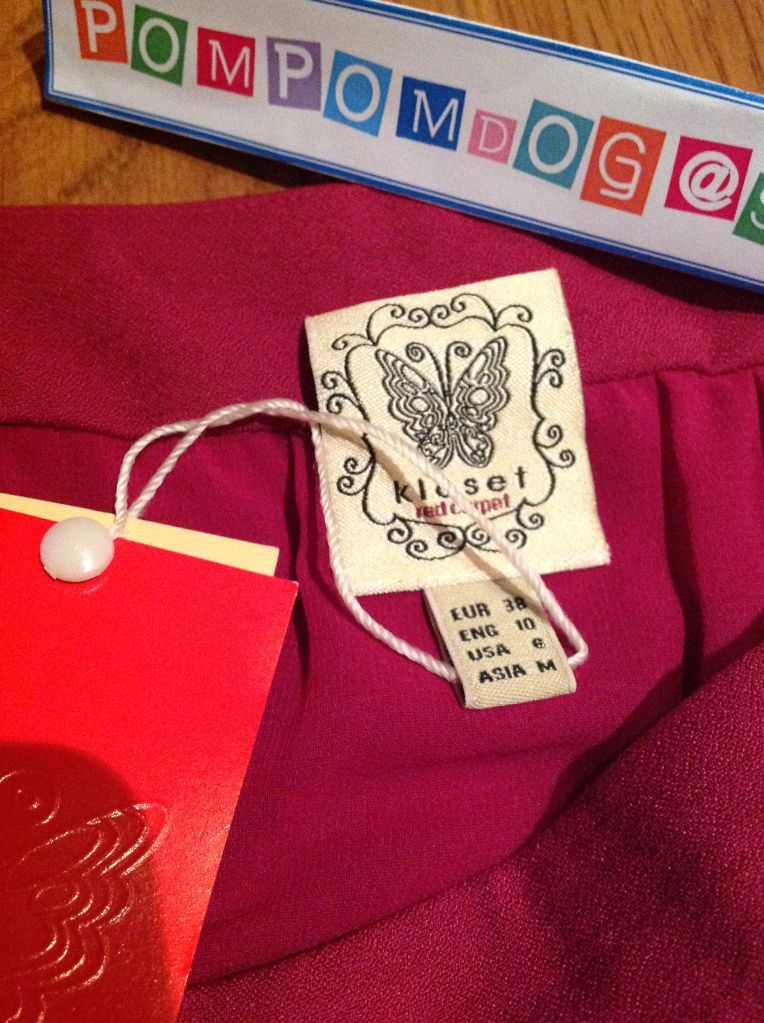 POMPOMDOG@
kloset
red carpet
EUR 38
ENG 10
USA 6
ASIA M